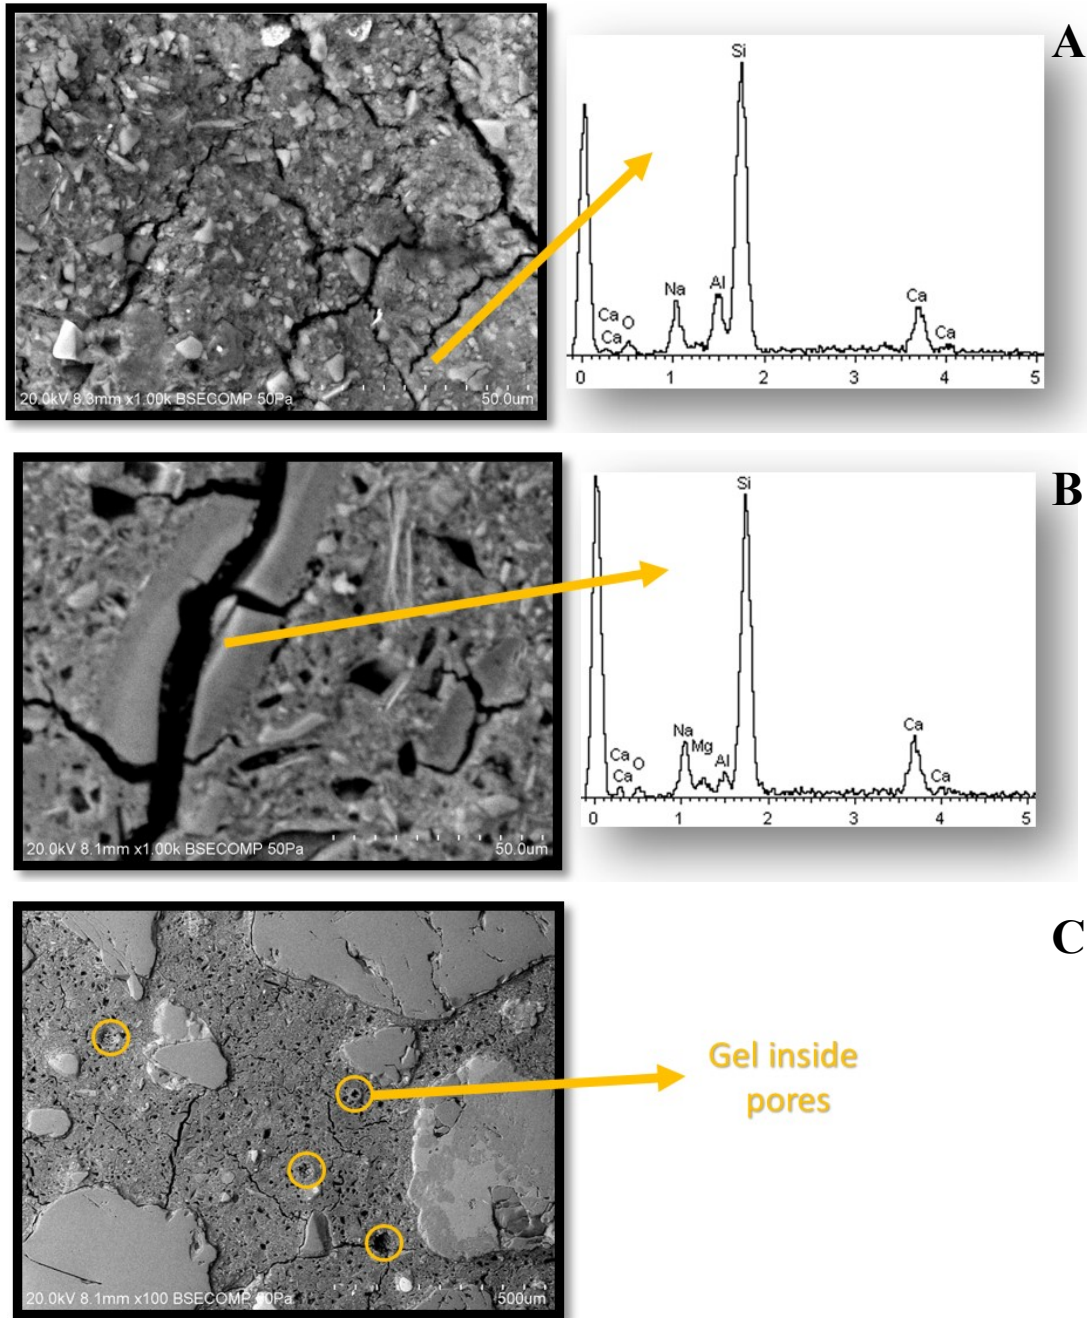 A
Si
Na
Al
Ca
Ca
Ca
O
Ca
0 1 2 3 4 5
20.0kV 8.3mm x1.00k BSECOMP 50Pa 50.0um
B
Si
Na
Mg
Al
Ca
Ca
Ca
O
Ca
0 1 2 3 4 5
20.0kV 8.1mm x1.00k BSECOMP 50Pa 50.0um
C
Gel inside
pores
20.0kV 8.1mm x100 BSECOMP 500um